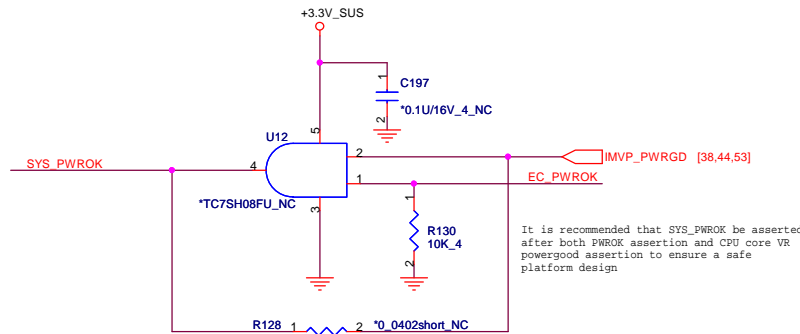 +3.3V_SUS
1
C197
*0.1U/16V_4_NC
2
U12
5
2
IMVP_PWRGD [38,44,53]
SYS_PWROK
4
1
EC_PWROK
*TC7SH08FU_NC
3
1
R130
10K_4
2
It is recommended that SYS_PWROK be asserted
after both PWROK assertion and CPU core VR
powergood assertion to ensure a safe
platform design
R128
1
2
*0_0402short_NC